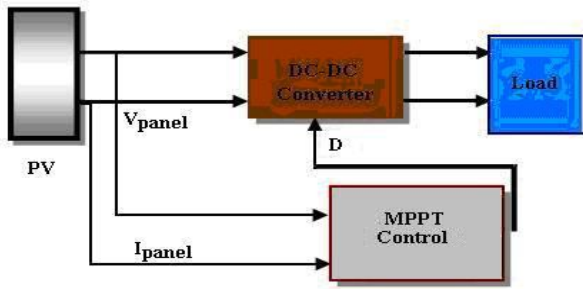 DC-DC
Converter
Load
Vpanel
D
PV
MPPT
Control
Ipanel